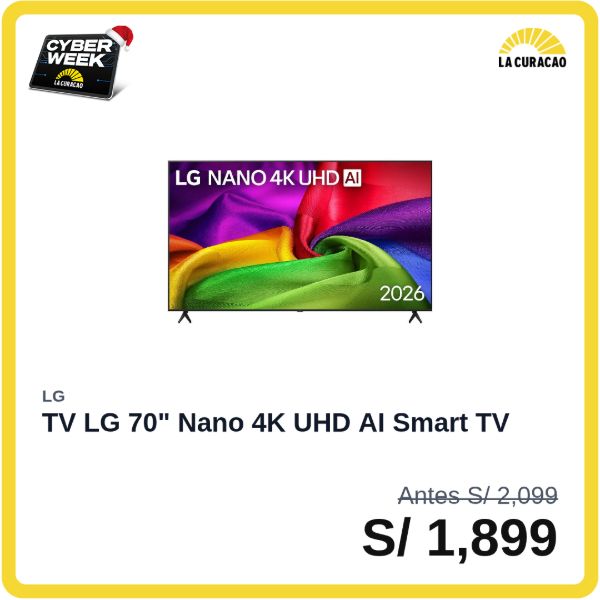 CYBER
WEEK
LA CURACAO
LA CURACAO
LG NANO 4K UHD AI
2026
LG
TV LG 70" Nano 4K UHD AI Smart TV
Antes S/ 2,099
S/ 1,899